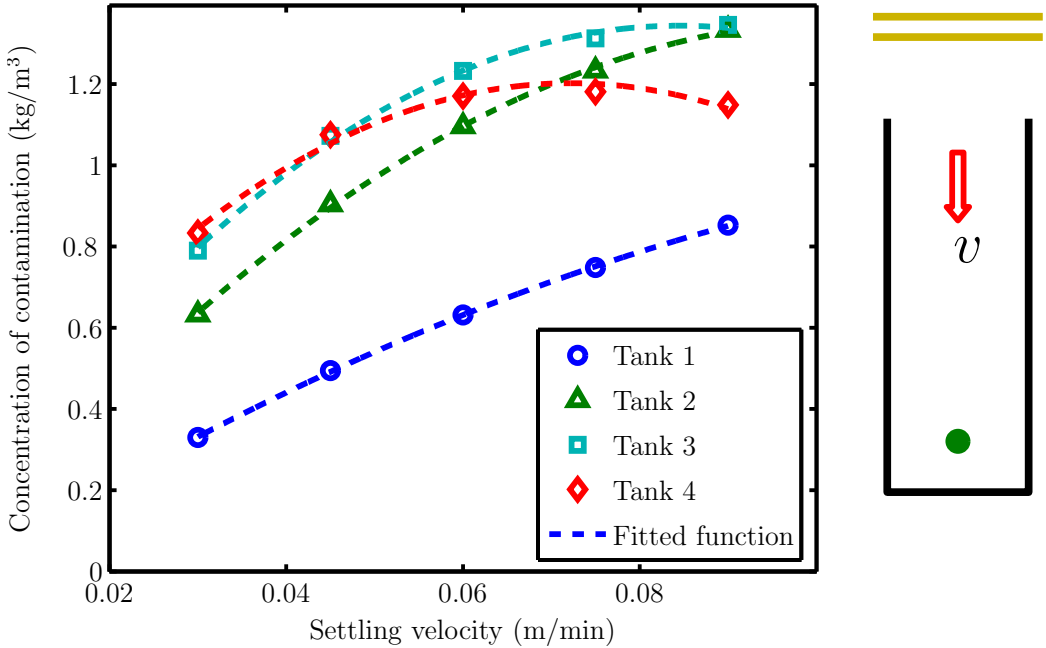 Concentration of contamination (kg/m³)
1.2
1
0.8
0.6
0.4
0.2
0
0.02
0.04
0.06
0.08
Settling velocity (m/min)
Tank 1
Tank 2
Tank 3
Tank 4
Fitted function
v